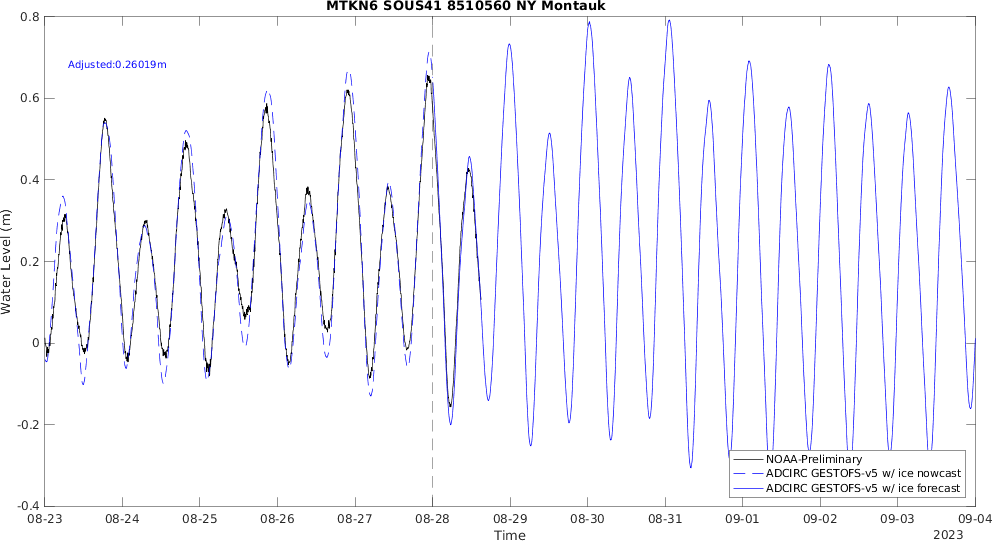 MTKN6 SOUS41 8510560 NY Montauk
Adjusted:0.26019m
Water Level (m)
0.8
0.6
0.4
0.2
0
-0.2
-0.4
NOAA-Preliminary
ADCIRC GESTOFS-v5 w/ ice nowcast
ADCIRC GESTOFS-v5 w/ ice forecast
08-23 08-24 08-25 08-26 08-27 08-28 08-29 08-30 08-31 09-01 09-02 09-03 09-04
Time
2023